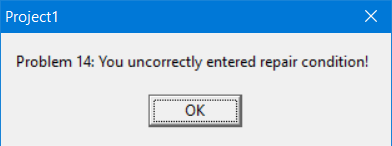 Project1
Problem 14: You uncorrectly entered repair condition!
OK